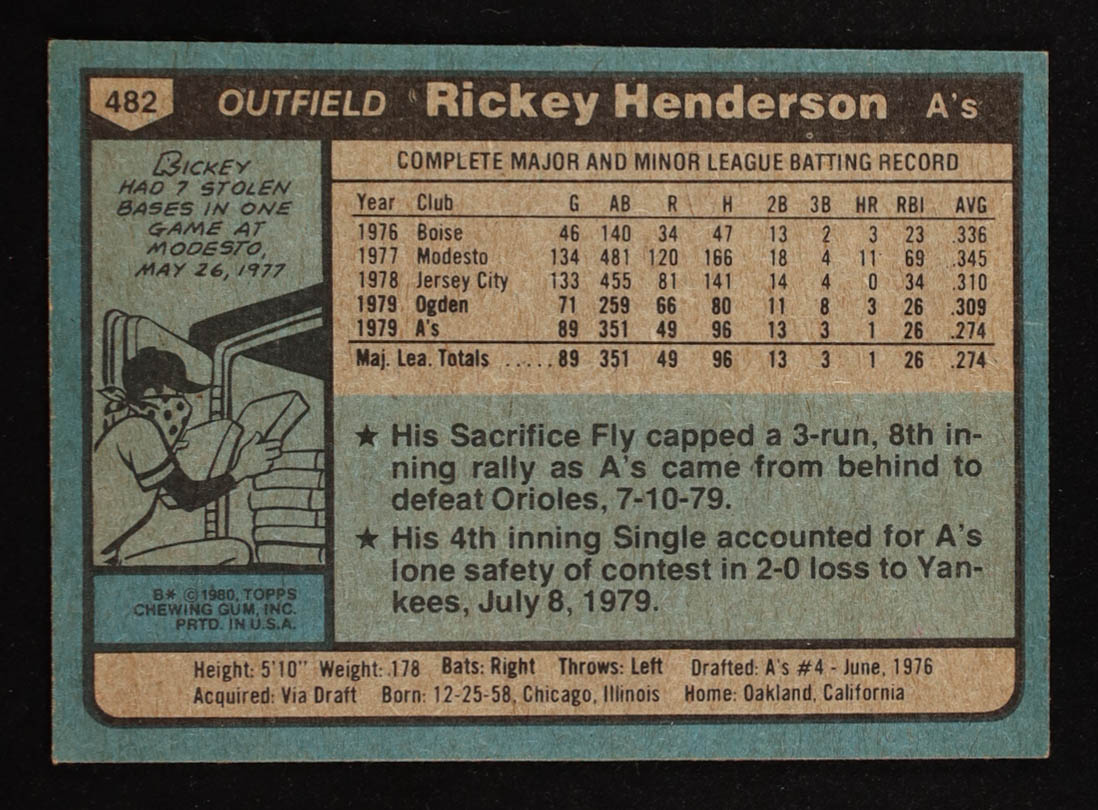 482 OUTFIELD Rickey Henderson A's
RICKEY
HAD 7 STOLEN
BASES IN ONE
GAME AT
MODESTO,
MAY 26, 1977
B* © 1980, TOPPS
CHEWING GUM, INC.
PRTD. IN U.S.A.
COMPLETE MAJOR AND MINOR LEAGUE BATTING RECORD
Year Club G AB R H 2B 3B HR RBI AVG
1976 Boise 46 140 34 47 13 2 3 23 .336
1977 Modesto 134 481 120 166 18 4 11 69 .345
1978 Jersey City 133 455 81 141 14 4 0 34 .310
1979 Ogden 71 259 66 80 11 8 3 26 .309
1979 A's 89 351 49 96 13 3 1 26 .274
Maj. Lea. Totals ..... 89 351 49 96 13 3 1 26 .274
★ His Sacrifice Fly capped a 3-run, 8th in-
ning rally as A's came from behind to
defeat Orioles, 7-10-79.
★ His 4th inning Single accounted for A's
lone safety of contest in 2-0 loss to Yan-
kees, July 8, 1979.
Height: 5'10" Weight: 178 Bats: Right Throws: Left Drafted: A's #4 - June, 1976
Acquired: Via Draft Born: 12-25-58, Chicago, Illinois Home: Oakland, California